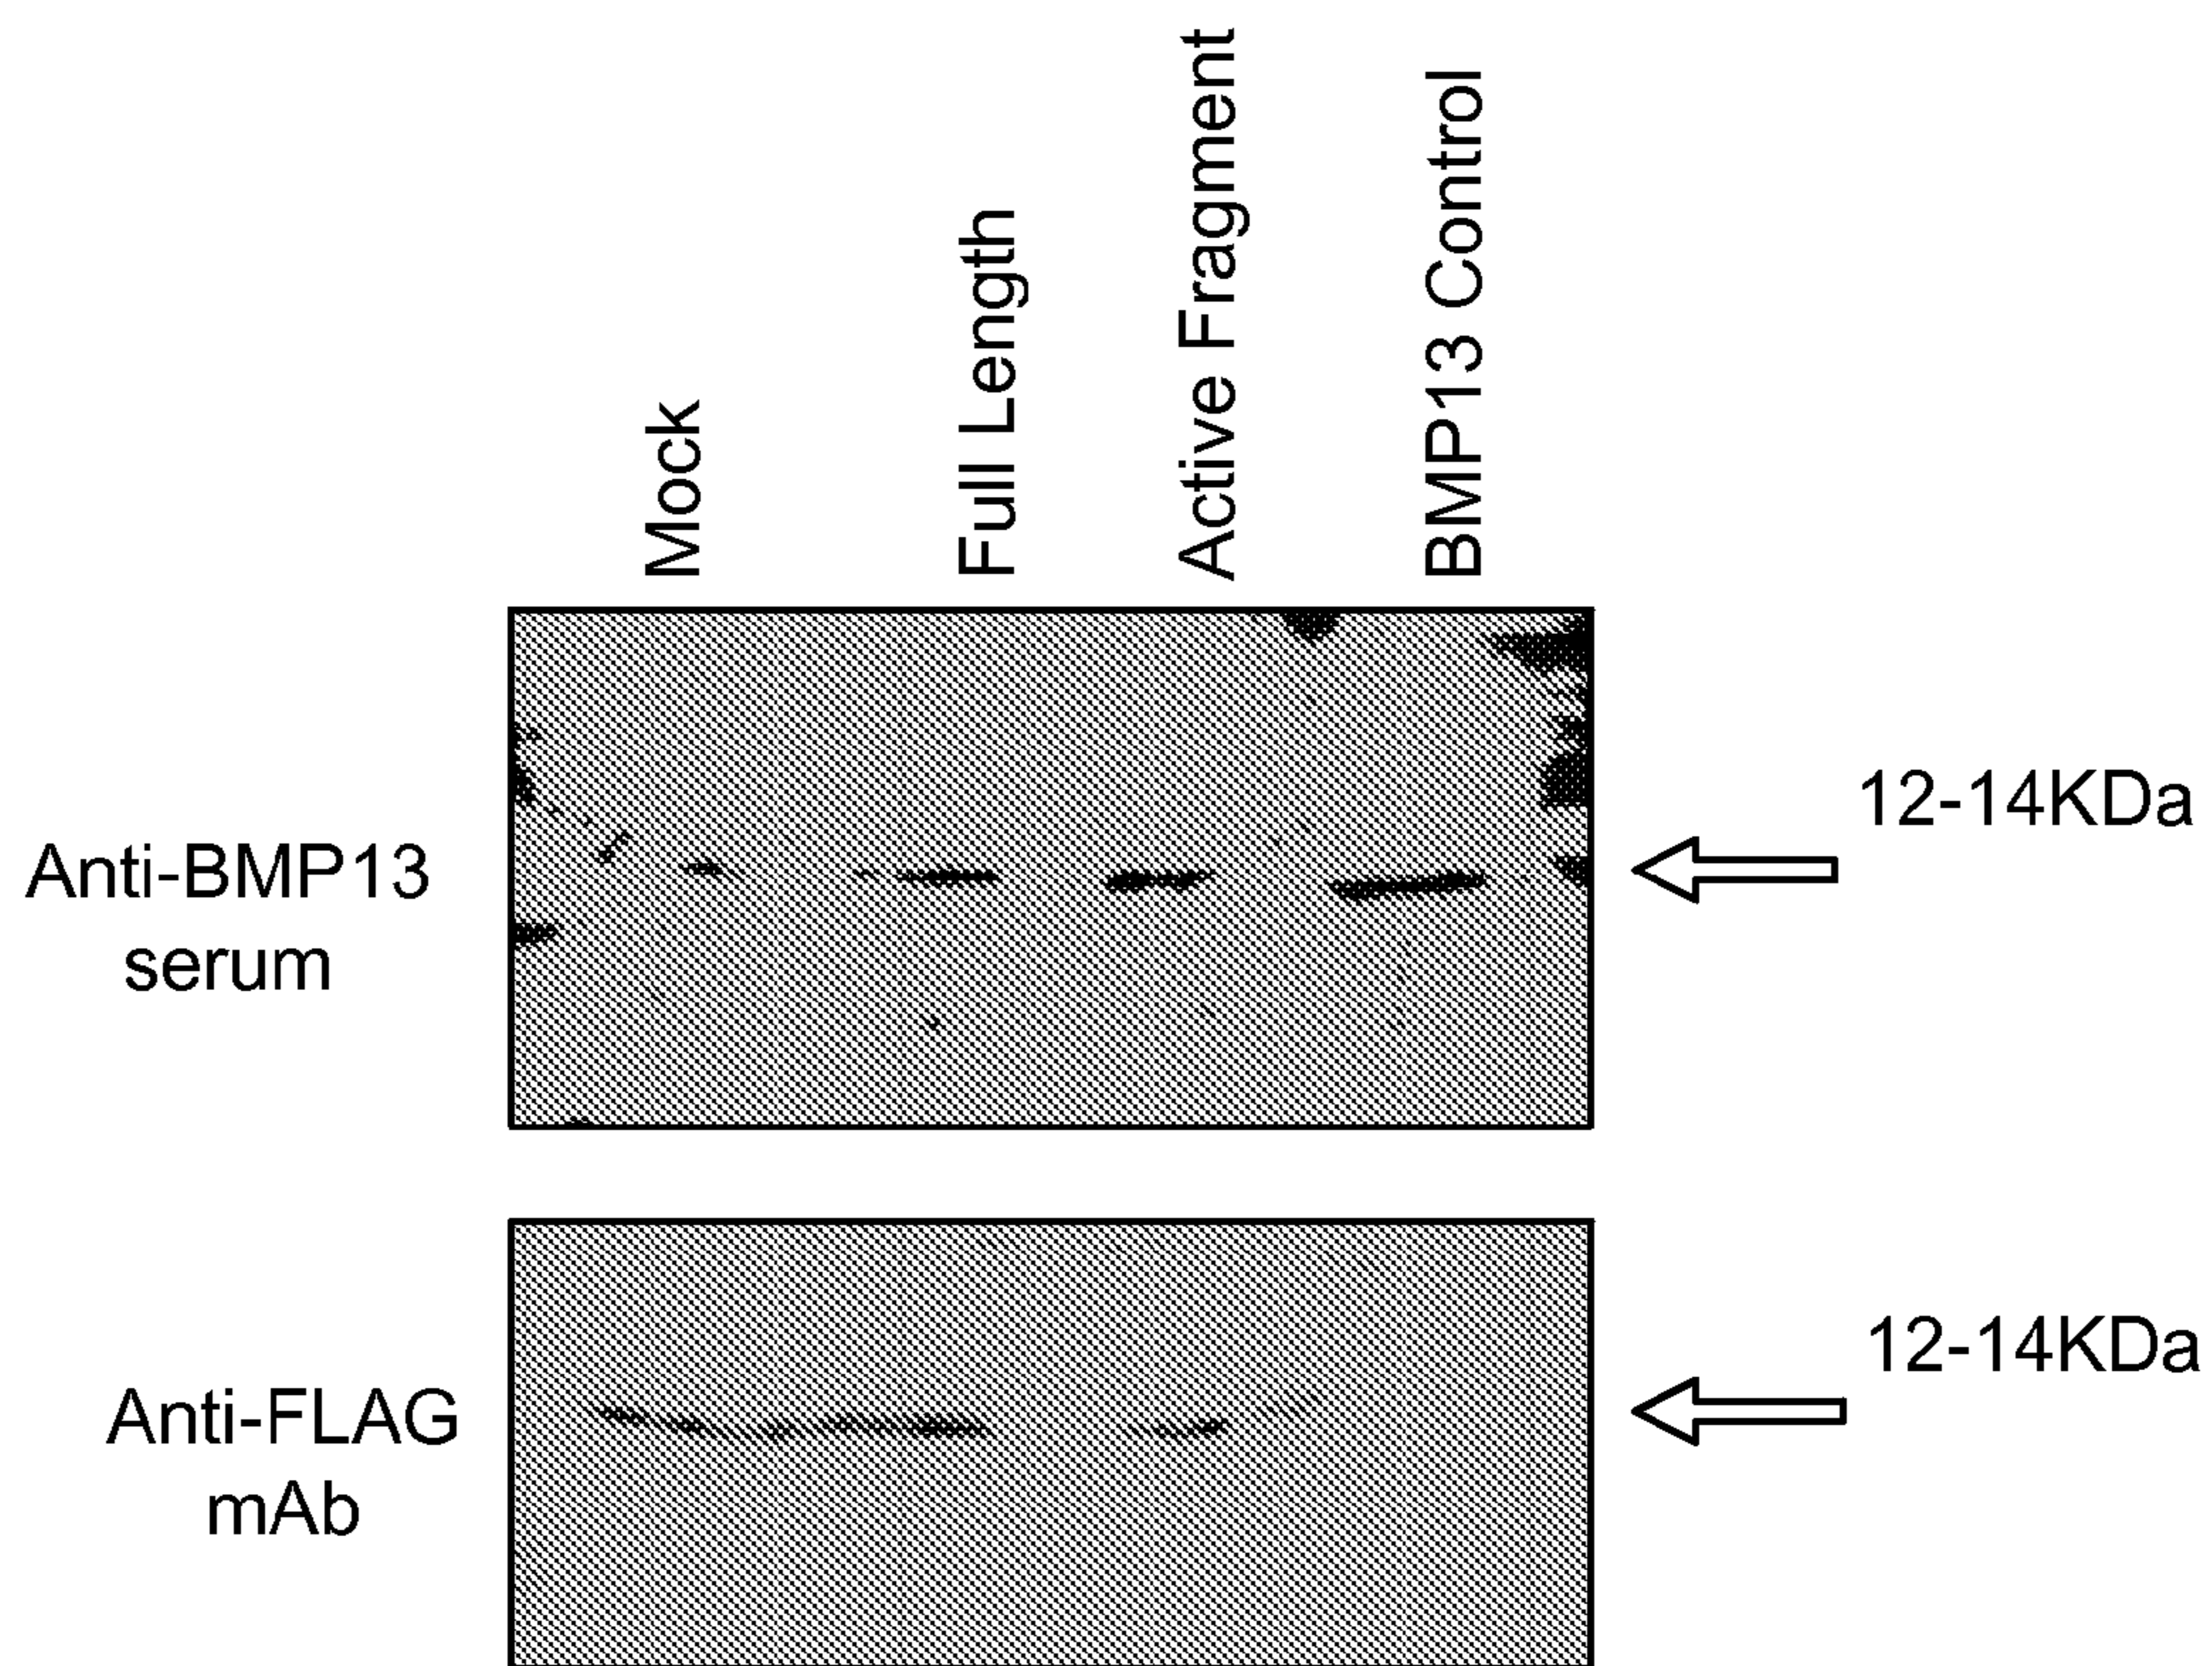 Mock
Full Length
Active Fragment
BMP13 Control
12-14KDa
Anti-BMP13
serum
12-14KDa
Anti-FLAG
mAb